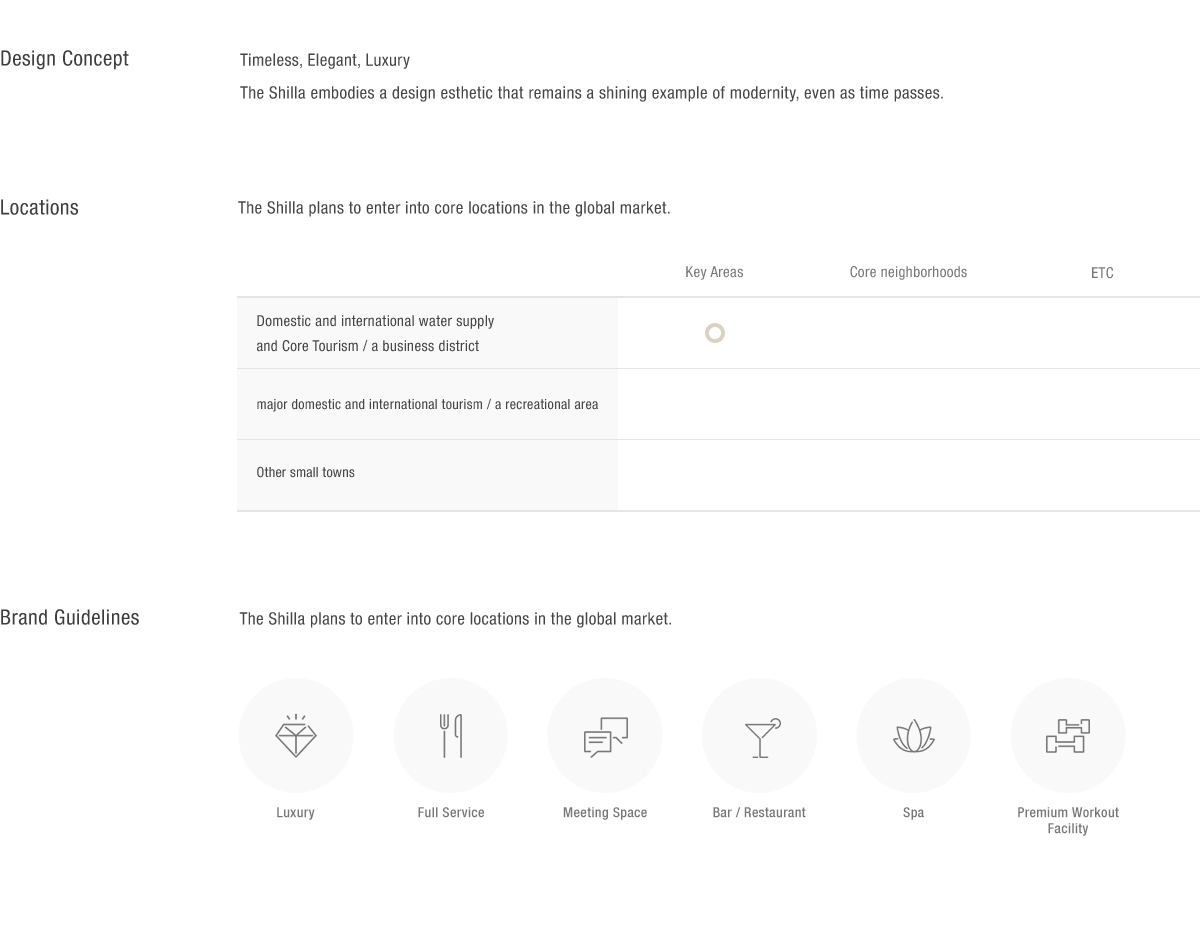 Design Concept
Timeless, Elegant, Luxury
The Shilla embodies a design esthetic that remains a shining example of modernity, even as time passes.
Locations
The Shilla plans to enter into core locations in the global market.
Key Areas
Core neighborhoods
ETC
Domestic and international water supply
and Core Tourism / a business district
major domestic and international tourism / a recreational area
Other small towns
Brand Guidelines
The Shilla plans to enter into core locations in the global market.
Luxury
Full Service
Meeting Space
Bar / Restaurant
Spa
Premium Workout
Facility